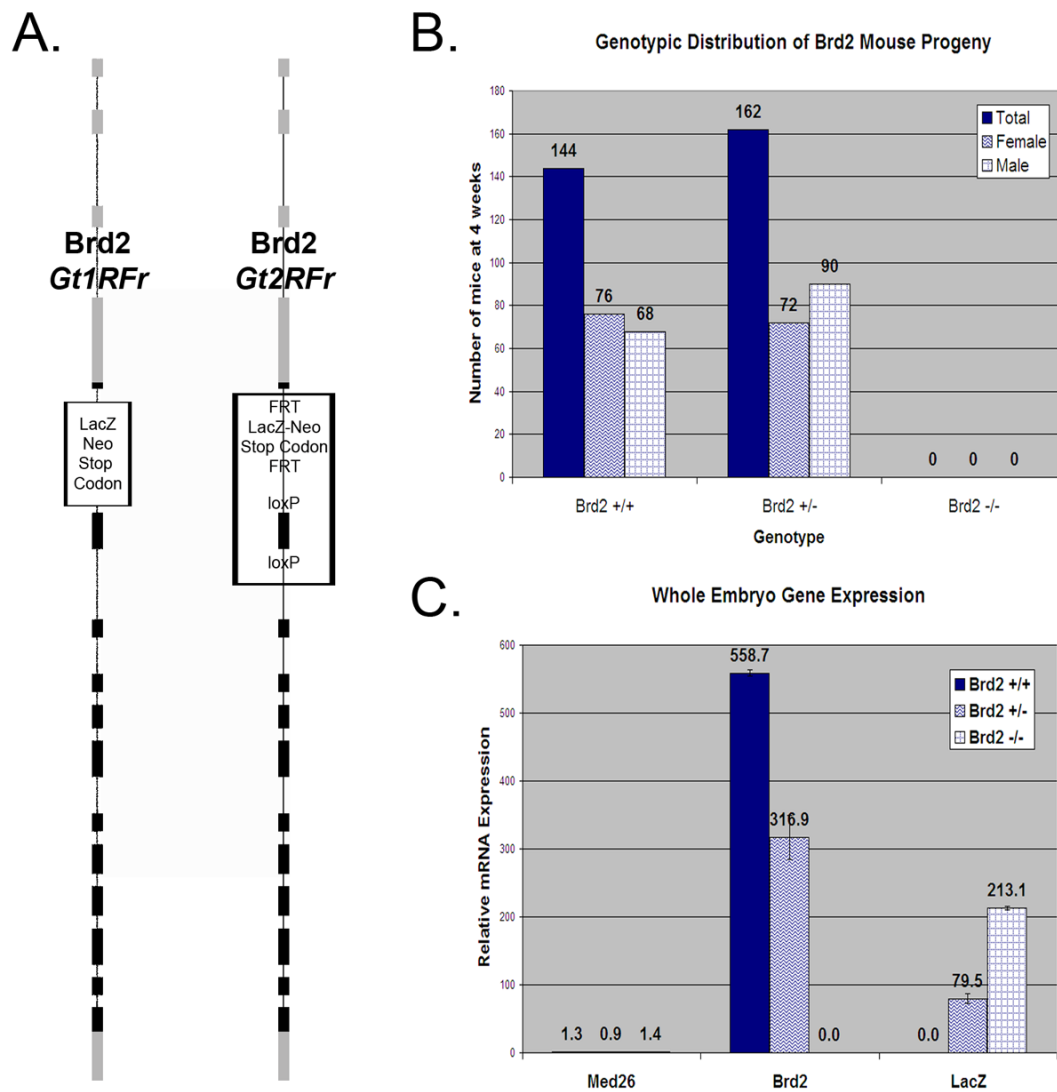 A.
Brd2
Gt1RFr
Brd2
Gt2RFr
LacZ
Neo
Stop
Codon
FRT
LacZ-Neo
Stop Codon
FRT
loxP
loxP
B.
Genotypic Distribution of Brd2 Mouse Progeny
Number of mice at 4 weeks
180
160
140
120
100
80
60
40
20
0
144
76
68
162
72
90
0
0
0
Total
Female
Male
Brd2 +/+
Brd2 +/-
Brd2 -/-
Genotype
C.
Whole Embryo Gene Expression
Relative mRNA Expression
600
500
400
300
200
100
0
1.3
0.9
1.4
558.7
316.9
0.0
0.0
79.5
213.1
Brd2 +/+
Brd2 +/-
Brd2 -/-
Med26
Brd2
LacZ